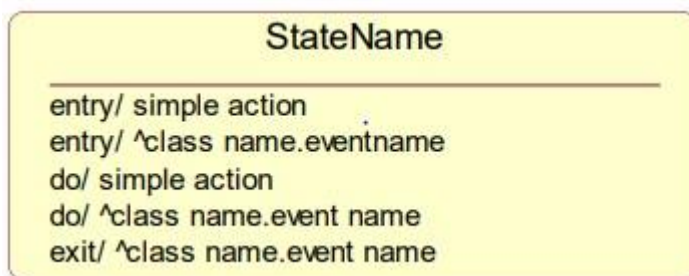 StateName
entry/ simple action
entry/ ^class name.eventname
do/ simple action
do/ ^class name.event name
exit/ ^class name.event name